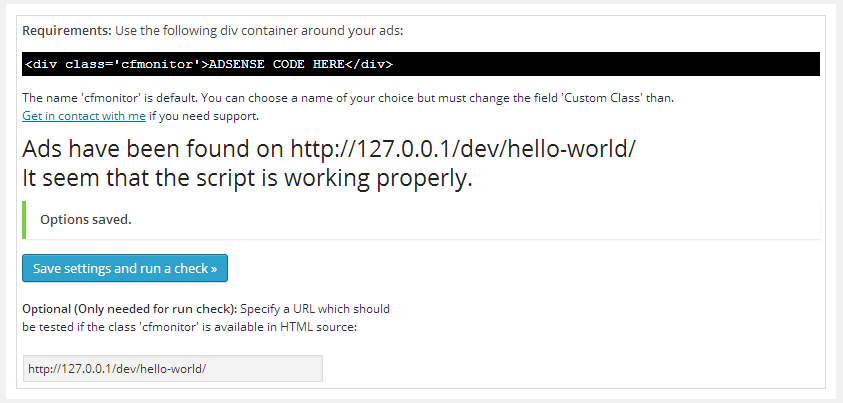 Requirements: Use the following div container around your ads:
<div class='cfmonitor'>ADSENSE CODE HERE</div>
The name 'cfmonitor' is default. You can choose a name of your choice but must change the field 'Custom Class' than.
Get in contact with me if you need support.
Ads have been found on http://127.0.0.1/dev/hello-world/
It seem that the script is working properly.
Options saved.
Save settings and run a check »
Optional (Only needed for run check): Specify a URL which should
be tested if the class 'cfmonitor' is available in HTML source:
http://127.0.0.1/dev/hello-world/